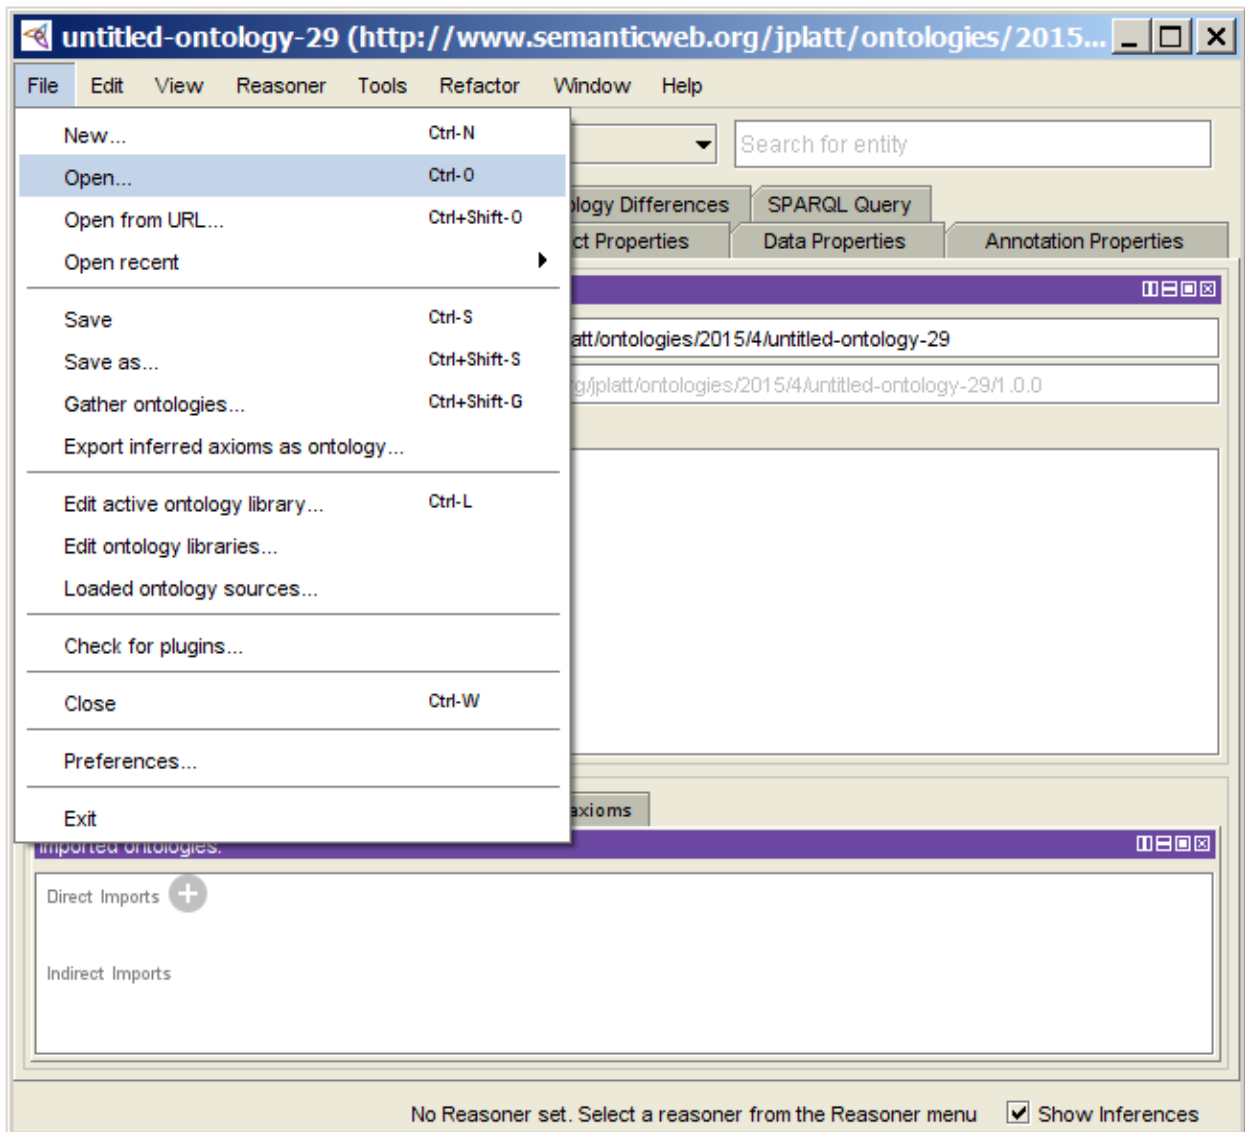 untitled-ontology-29 (http://www.semanticweb.org/jplatt/ontologies/2015...
File Edit View Reasoner Tools Refactor Window Help
New... Ctrl-N
Open... Ctrl-O
Open from URL... Ctrl+Shift-O
Open recent
Save Ctrl-S
Save as... Ctrl+Shift-S
Gather ontologies... Ctrl+Shift-G
Export inferred axioms as ontology...
Edit active ontology library... Ctrl-L
Edit ontology libraries...
Loaded ontology sources...
Check for plugins...
Close Ctrl-W
Preferences...
Exit
Search for entity
ology Differences SPARQL Query
ct Properties Data Properties Annotation Properties
att/ontologies/2015/4/untitled-ontology-29
rg/jplatt/ontologies/2015/4/untitled-ontology-29/1.0.0
axioms
Imported ontologies:
Direct Imports
Indirect Imports
No Reasoner set. Select a reasoner from the Reasoner menu Show Inferences